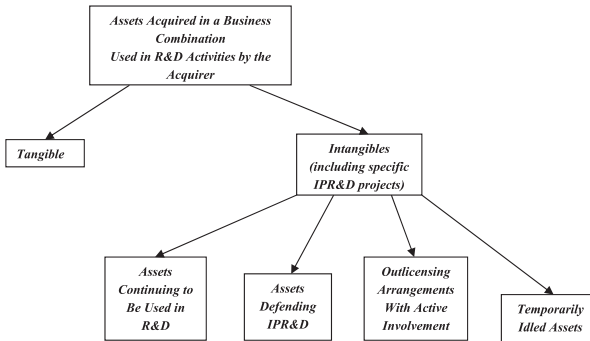 Assets Acquired in a Business
Combination
Used in R&D Activities by the
Acquirer
Tangible
Intangibles
(including specific
IPR&D projects)
Assets
Continuing to
Be Used in
R&D
Assets
Defending
IPR&D
Outlicensing
Arrangements
With Active
Involvement
Temporarily
Idled Assets